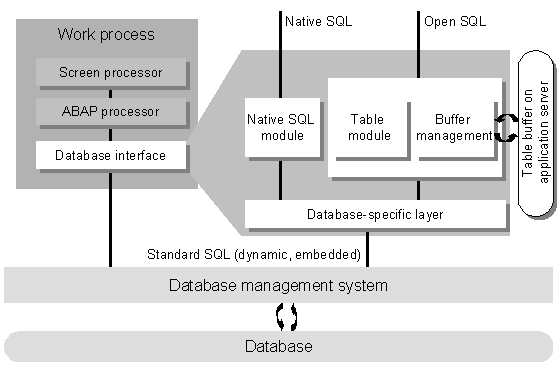 Native SQL
Open SQL
Work process
Screen processor
ABAP processor
Database interface
Native SQL
module
Table
module
Buffer
management
Table buffer on
application server
Database-specific layer
Standard SQL (dynamic, embedded)
Database management system
Database